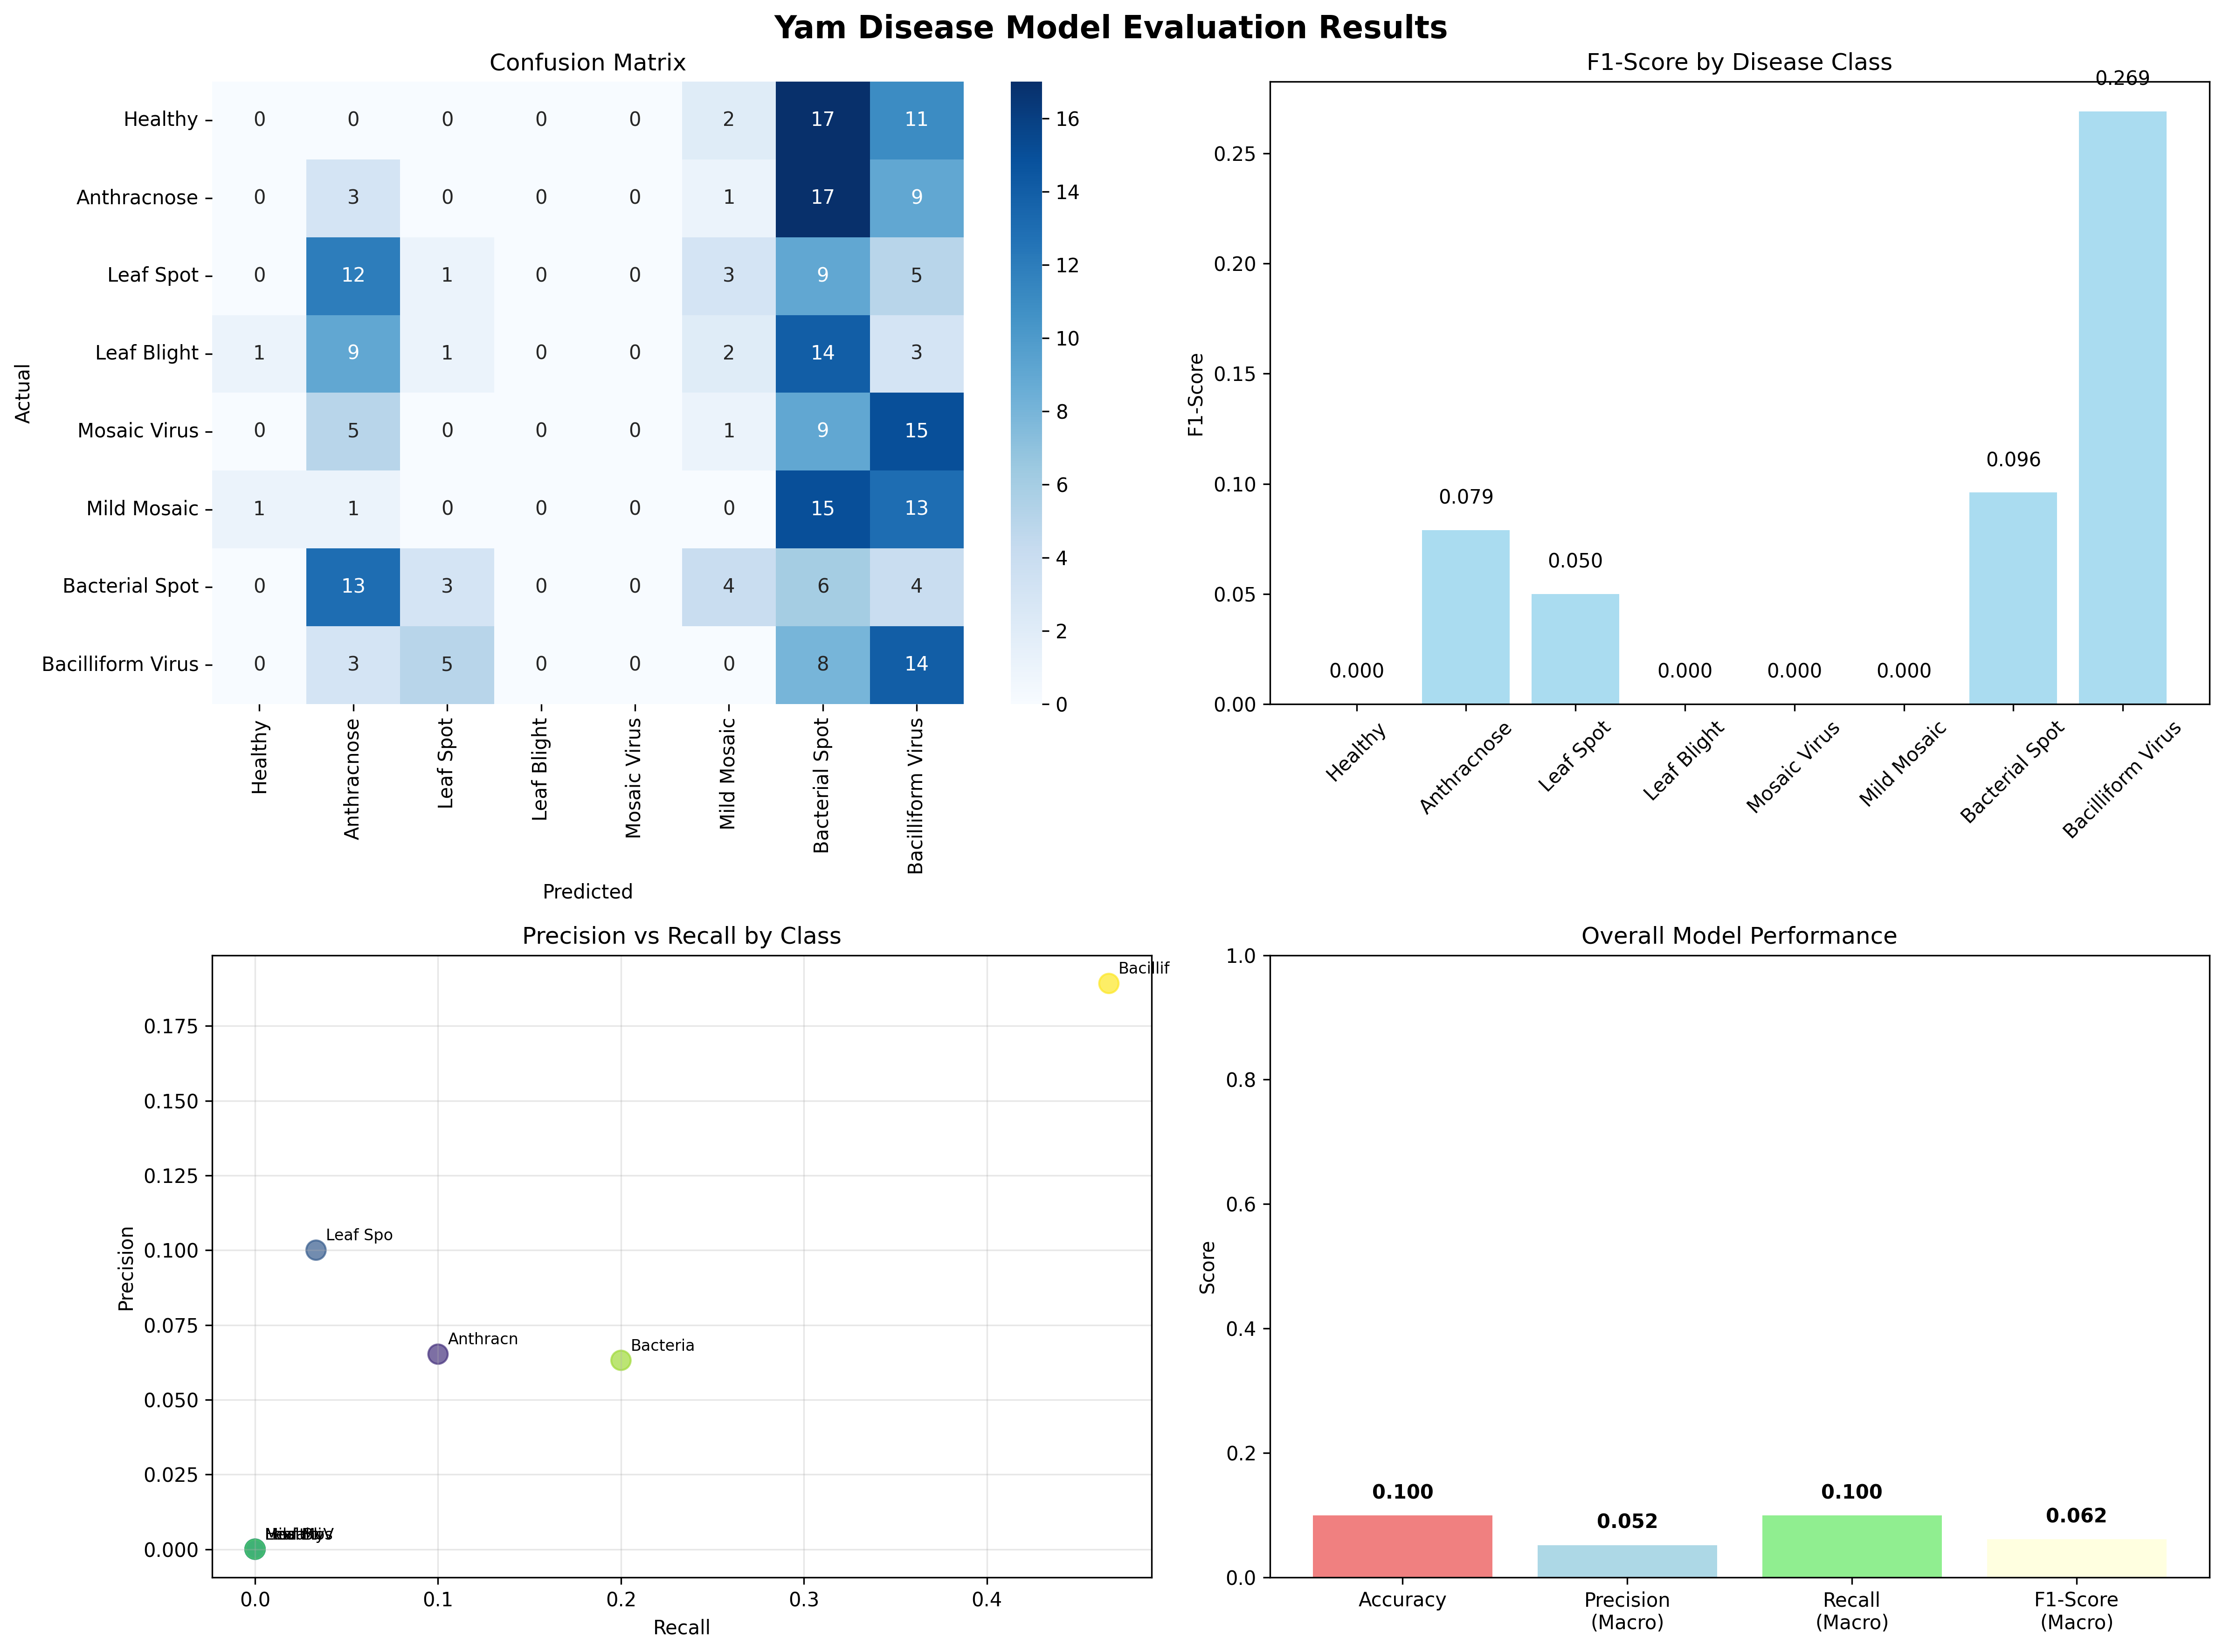 Yam Disease Model Evaluation Results
Confusion Matrix
Actual
Healthy 0 0 0 0 0 2 17 11
Anthracnose 0 3 0 0 0 1 17 9
Leaf Spot 0 12 1 0 0 3 9 5
Leaf Blight 1 9 1 0 0 2 14 3
Mosaic Virus 0 5 0 0 0 1 9 15
Mild Mosaic 1 1 0 0 0 0 15 13
Bacterial Spot 0 13 3 0 0 4 6 4
Bacilliform Virus 0 3 5 0 0 0 8 14
Healthy
Anthracnose
Leaf Spot
Leaf Blight
Mosaic Virus
Mild Mosaic
Bacterial Spot
Bacilliform Virus
Predicted
16
14
12
10
8
6
4
2
0
F1-Score by Disease Class
F1-Score
0.25
0.20
0.15
0.10
0.05
0.00
0.000
0.079
0.050
0.000
0.000
0.000
0.096
0.269
Healthy
Anthracnose
Leaf Spot
Leaf Blight
Mosaic Virus
Mild Mosaic
Bacterial Spot
Bacilliform Virus
Precision vs Recall by Class
Precision
0.175
0.150
0.125
0.100
0.075
0.050
0.025
0.000
Bacillif
Leaf Spo
Anthracn
Bacteria
0.0 0.1 0.2 0.3 0.4
Recall
Overall Model Performance
Score
1.0
0.8
0.6
0.4
0.2
0.0
0.100
0.052
0.100
0.062
Accuracy
Precision
(Macro)
Recall
(Macro)
F1-Score
(Macro)